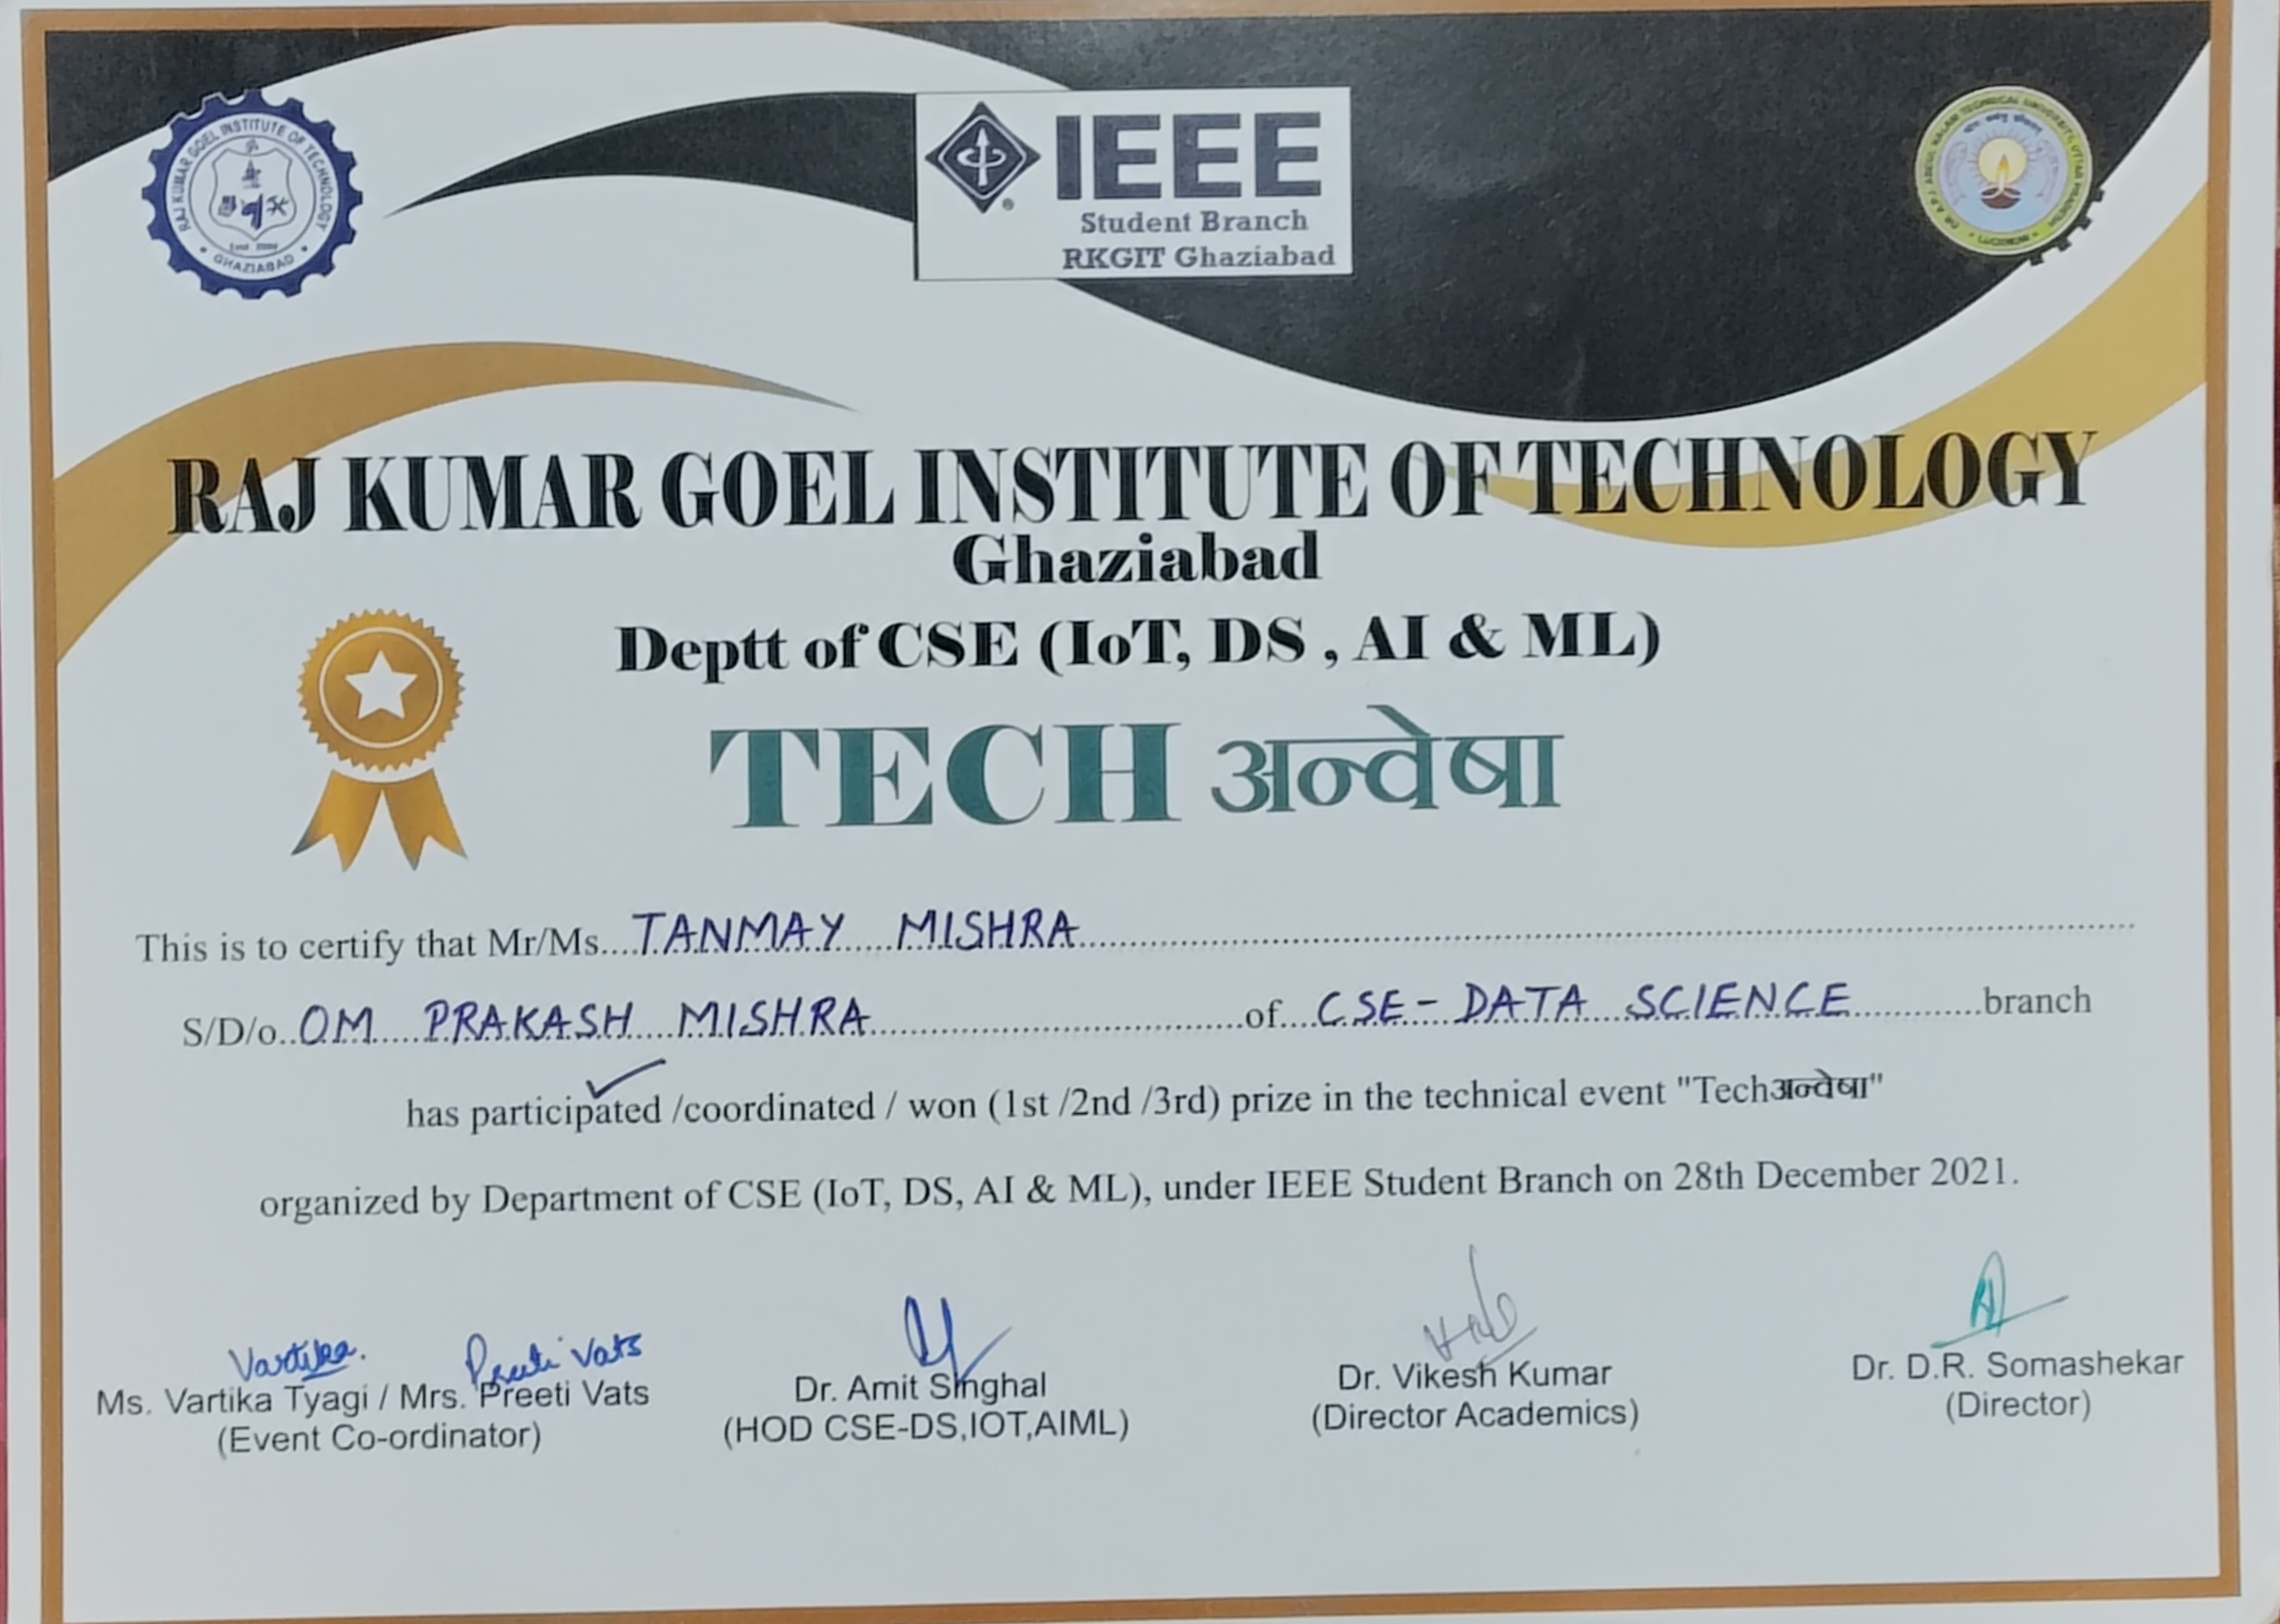 RAJ KUMAR GOEL INSTITUTE OF TECHNOLOGY
GHAZIABAD
IEEE
Student Branch
RKGIT Ghaziabad
RAJ KUMAR GOEL INSTITUTE OF TECHNOLOGY
Ghaziabad
Deptt of CSE (IoT, DS , AI & ML)
TECH अन्वेषा
This is to certify that Mr/Ms....TANMAY MISHRA
S/D/o..OM PRAKASH MISHRA of CSE - DATA SCIENCE branch
has participated /coordinated / won (1st /2nd /3rd) prize in the technical event "Techअन्वेषा"
organized by Department of CSE (IoT, DS, AI & ML), under IEEE Student Branch on 28th December 2021.
Vartika. Preeti Vats
Ms. Vartika Tyagi / Mrs. Preeti Vats
(Event Co-ordinator)
Dr. Amit Singhal
(HOD CSE-DS,IOT,AIML)
Dr. Vikesh Kumar
(Director Academics)
Dr. D.R. Somashekar
(Director)